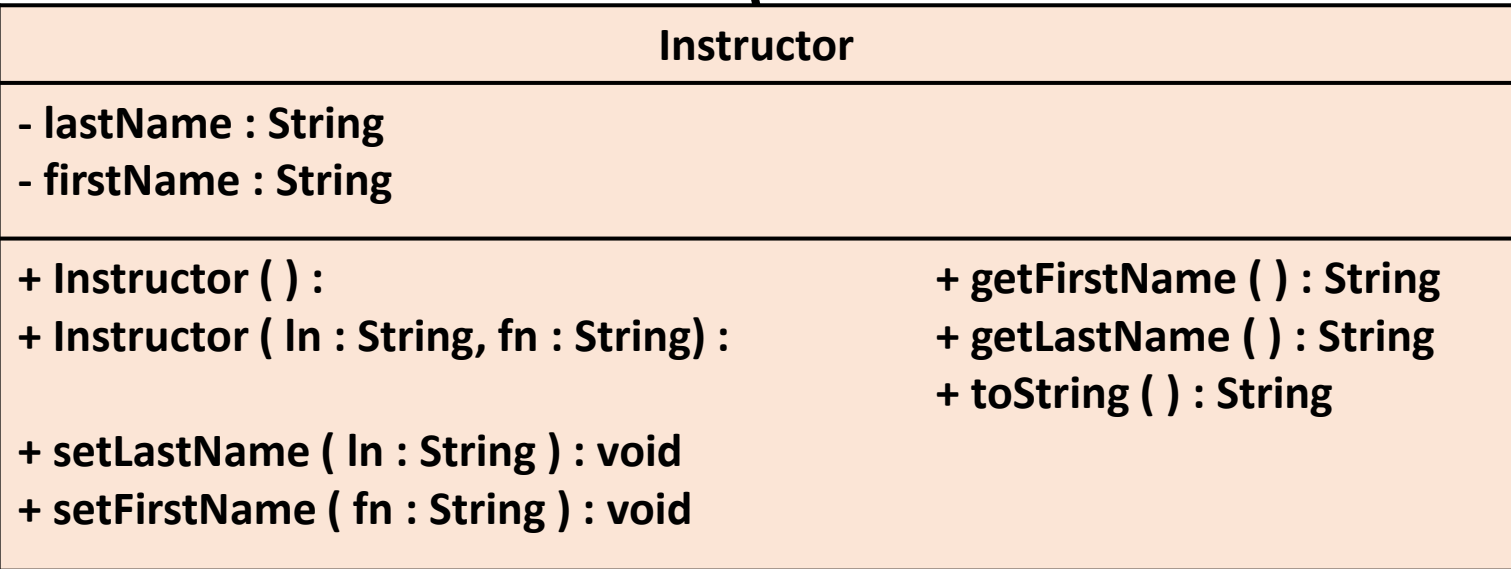 Instructor
- lastName : String
- firstName : String
+ Instructor ( ) :
+ Instructor ( ln : String, fn : String) :
+ setLastName ( ln : String ) : void
+ setFirstName ( fn : String ) : void
+ getFirstName ( ) : String
+ getLastName ( ) : String
+ toString ( ) : String